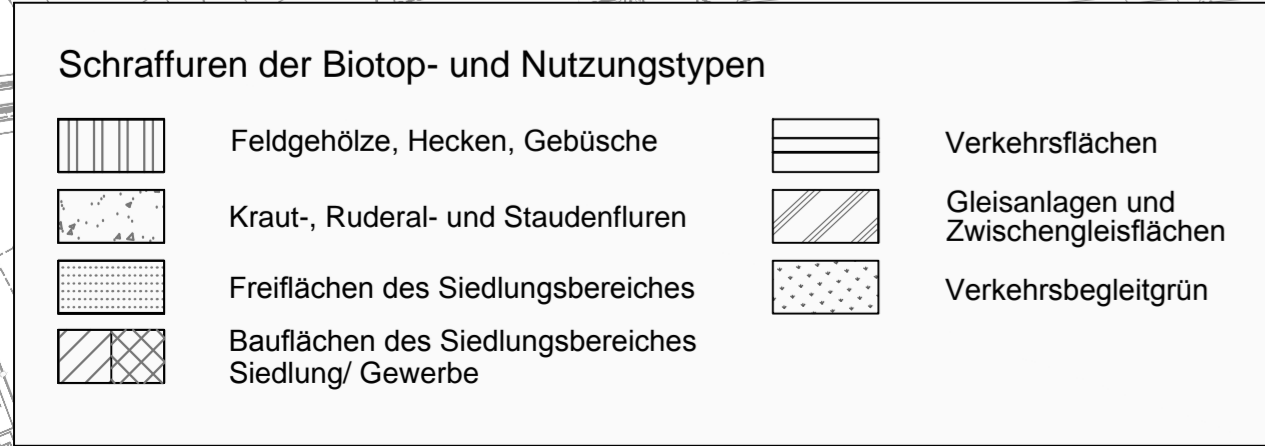 Schraffuren der Biotop- und Nutzungstypen
Feldgehölze, Hecken, Gebüsche
Kraut-, Ruderal- und Staudenfluren
Freiflächen des Siedlungsbereiches
Bauflächen des Siedlungsbereiches
Siedlung/ Gewerbe
Verkehrsflächen
Gleisanlagen und
Zwischengleisflächen
Verkehrsbegleitgrün